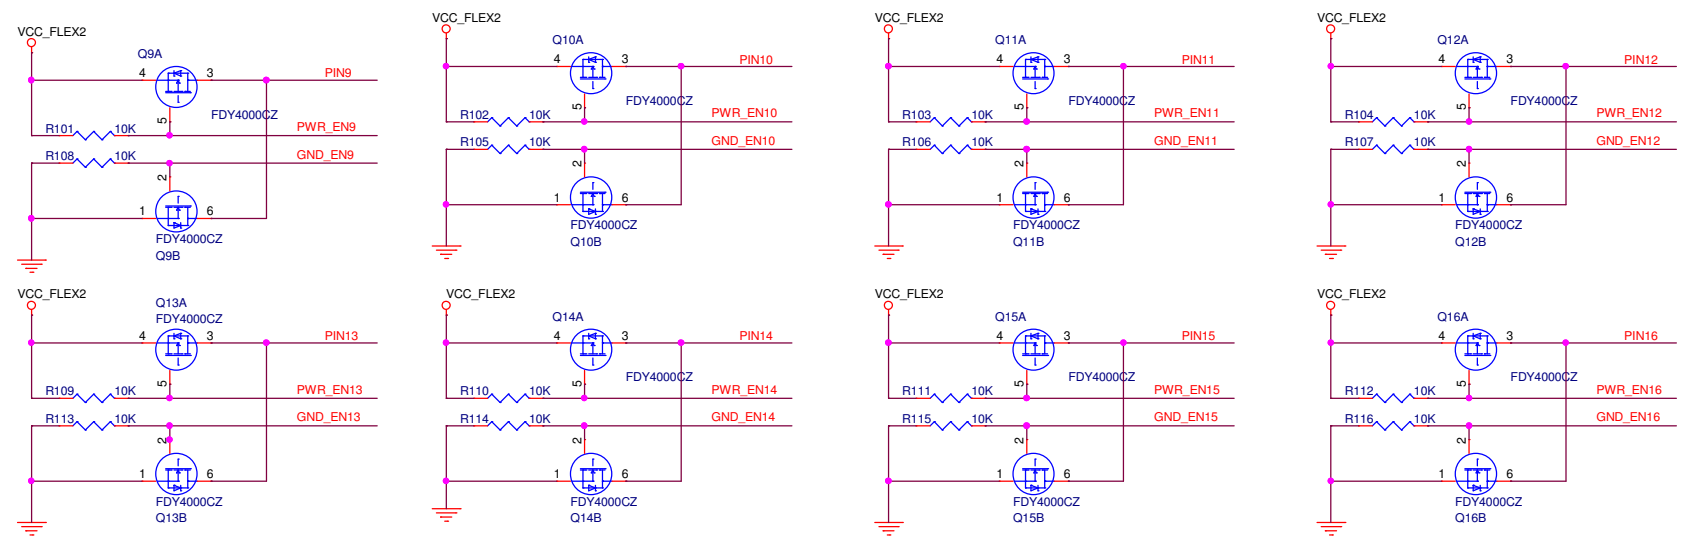 VCC_FLEX2
Q9A
4
3
PIN9
FDY4000CZ
5
R101
10K
PWR_EN9
R108
10K
GND_EN9
2
1
6
FDY4000CZ
Q9B
VCC_FLEX2
Q10A
4
3
PIN10
FDY4000CZ
5
R102
10K
PWR_EN10
R105
10K
GND_EN10
2
1
6
FDY4000CZ
Q10B
VCC_FLEX2
Q11A
4
3
PIN11
FDY4000CZ
5
R103
10K
PWR_EN11
R106
10K
GND_EN11
2
1
6
FDY4000CZ
Q11B
VCC_FLEX2
Q12A
4
3
PIN12
FDY4000CZ
5
R104
10K
PWR_EN12
R107
10K
GND_EN12
2
1
6
FDY4000CZ
Q12B
VCC_FLEX2
Q13A
FDY4000CZ
4
3
PIN13
5
R109
10K
PWR_EN13
R113
10K
GND_EN13
2
1
6
FDY4000CZ
Q13B
VCC_FLEX2
Q14A
4
3
PIN14
FDY4000CZ
5
R110
10K
PWR_EN14
R114
10K
GND_EN14
2
1
6
FDY4000CZ
Q14B
VCC_FLEX2
Q15A
4
3
PIN15
FDY4000CZ
5
R111
10K
PWR_EN15
R115
10K
GND_EN15
2
1
6
FDY4000CZ
Q15B
VCC_FLEX2
Q16A
4
3
PIN16
FDY4000CZ
5
R112
10K
PWR_EN16
R116
10K
GND_EN16
2
1
6
FDY4000CZ
Q16B